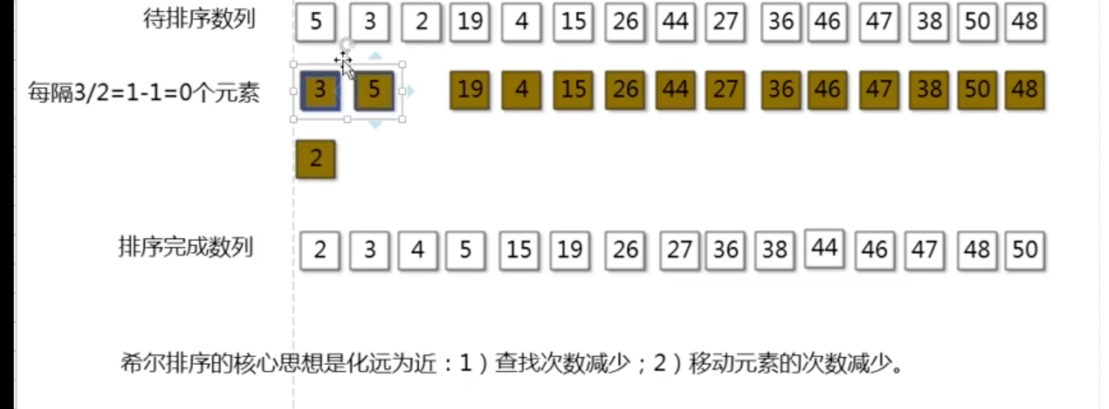 待排序数列 5 3 2 19 4 15 26 44 27 36 46 47 38 50 48
每隔3/2=1-1=0个元素 3 5 19 4 15 26 44 27 36 46 47 38 50 48
2
排序完成数列 2 3 4 5 15 19 26 27 36 38 44 46 47 48 50
希尔排序的核心思想是化远为近：1）查找次数减少；2）移动元素的次数减少。